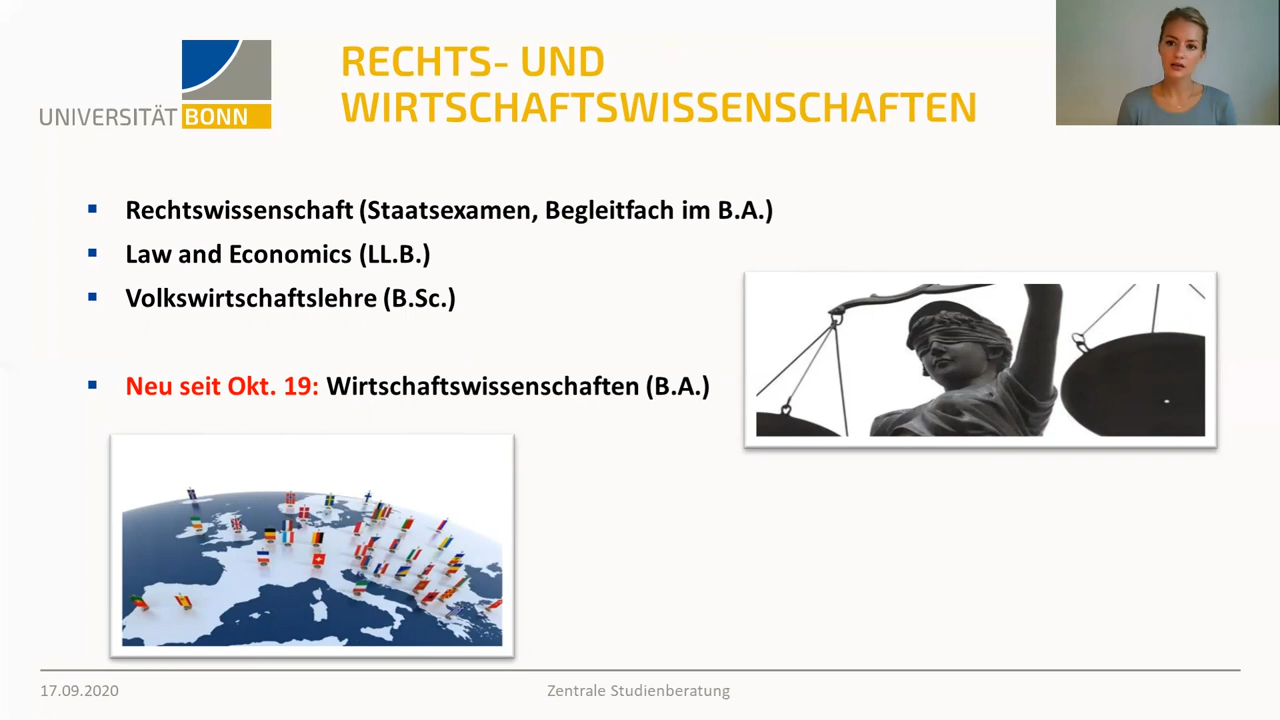 UNIVERSITÄT BONN
RECHTS- UND
WIRTSCHAFTSWISSENSCHAFTEN
Rechtswissenschaft (Staatsexamen, Begleitfach im B.A.)
Law and Economics (LL.B.)
Volkswirtschaftslehre (B.Sc.)
Neu seit Okt. 19: Wirtschaftswissenschaften (B.A.)
17.09.2020
Zentrale Studienberatung